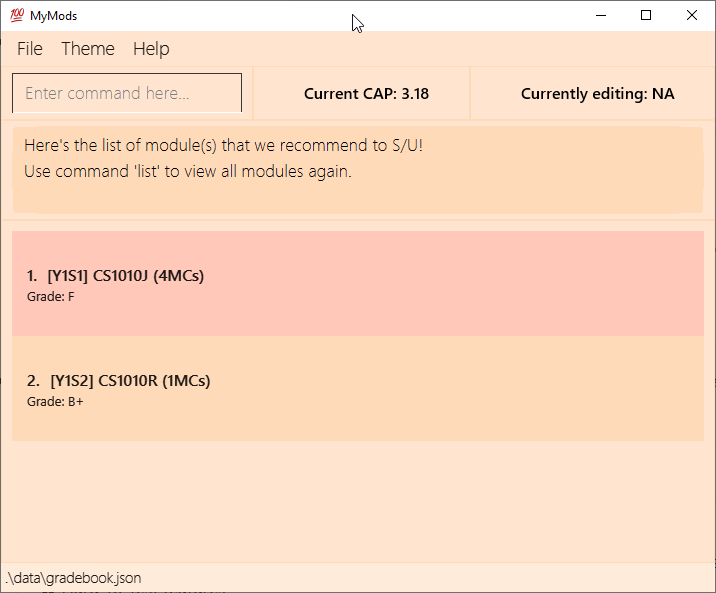 MyMods
File Theme Help
Enter command here...
Current CAP: 3.18
Currently editing: NA
Here's the list of module(s) that we recommend to S/U!
Use command 'list' to view all modules again.
1. [Y1S1] CS1010J (4MCs)
Grade: F
2. [Y1S2] CS1010R (1MCs)
Grade: B+
.\data\gradebook.json